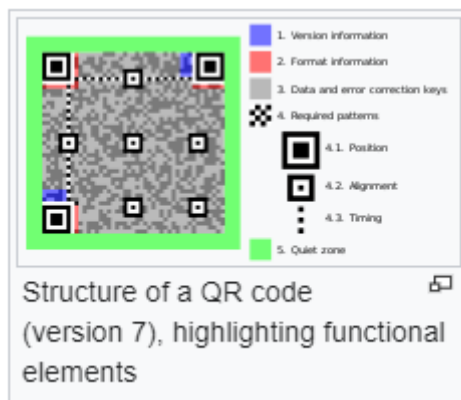 1. Version information
2. Format information
3. Data and error correction keys
4. Required patterns
4.1. Position
4.2. Alignment
4.3. Timing
5. Quiet zone
Structure of a QR code
(version 7), highlighting functional
elements